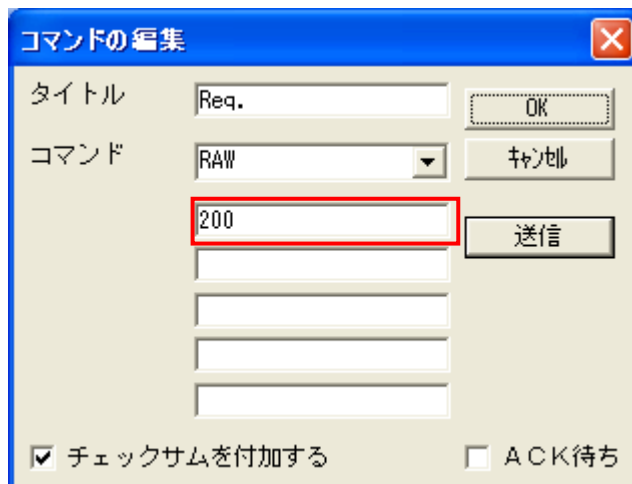 コマンドの編集
タイトル
Req.
OK
コマンド
RAW
ｷｬﾝｾﾙ
200
送信
チェックサムを付加する
ＡＣＫ待ち